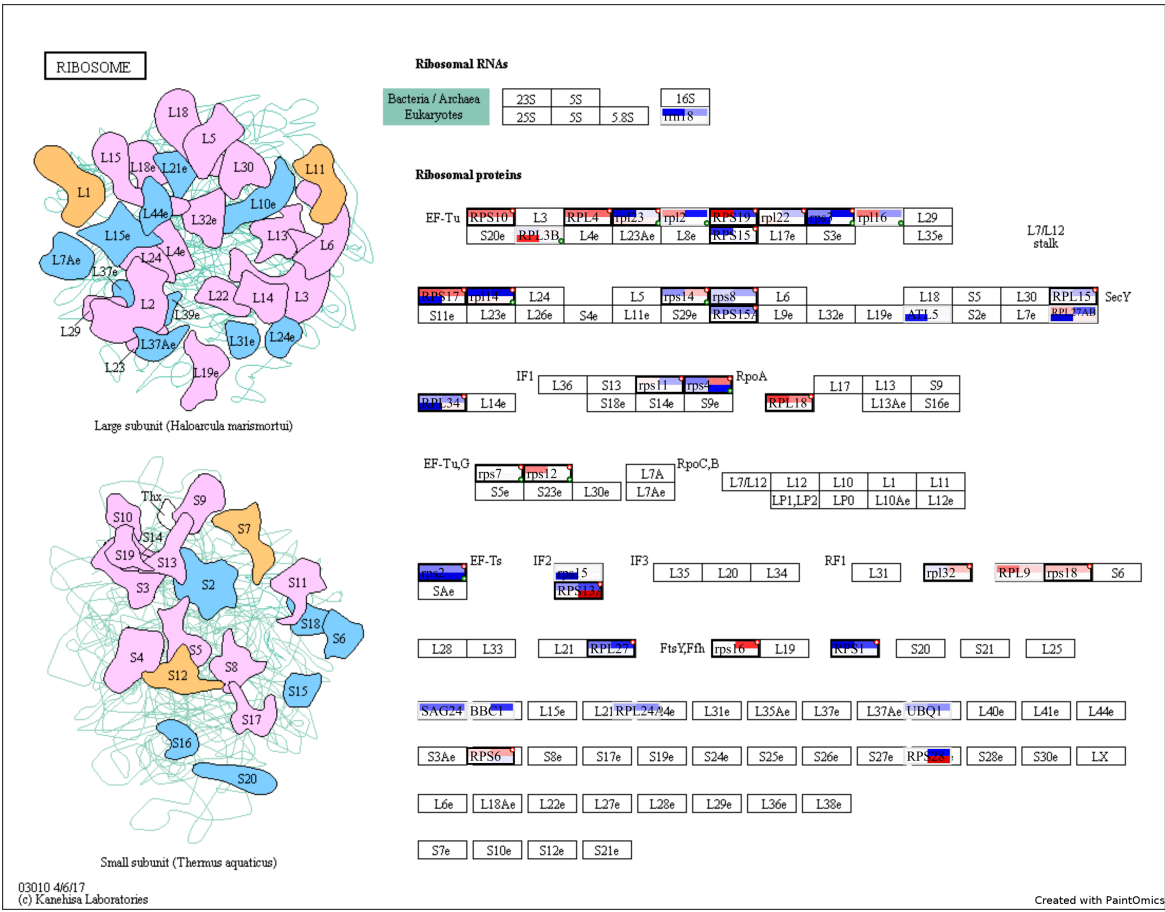 RIBOSOME
L18
L5
L15
L18e
L21e
L30
L11
L1
L10e
L44e
L32e
L15e
L13
L6
L7Ae
L24
L4e
L37e
L2
L22
L14
L3
L39e
L29
L37Ae
L31e
L24e
L23
L19e
Large subunit (Haloarcula marismortui)
Thx
S9
S10
S7
S14
S19
S13
S3
S2
S11
S18
S6
S4
S5
S8
S12
S15
S17
S16
S20
Small subunit (Thermus aquaticus)
03010 4/6/17
(c) Kanehisa Laboratories
Ribosomal RNAs
Bacteria / Archaea 23S 5S 16S
Eukaryotes 25S 5S 5.8S
Ribosomal proteins
EF-Tu RPS10 L3 RPL4 rpl23 rpl2 RPS19 rpl22 rps3 rpl16 L29
S20e RPL3B L4e L23Ae L8e RPS15 L17e S3e L35e
L7/L12
stalk
RPS17 rpl14 L24 L5 rps14 rps8 L6 L18 S5 L30 RPL15 SecY
S11e L23e L26e S4e L11e S29e RPS15A L9e L32e L19e ATL5 S2e L7e
IF1 L36 S13 rps11 rps4 RpoA L17 L13 S9
RPL34 L14e S18e S14e S9e RPL18 L13Ae S16e
EF-Tu,G rps7 rps12 L7A RpoC,B L7/L12 L12 L10 L1 L11
S5e S23e L30e L7Ae LP1,LP2 LP0 L10Ae L12e
rps2 EF-Ts IF2 rps15 IF3 L35 L20 L34 RF1 L31 rpl32 RPL9 rps18 S6
SAe
L28 L33 L21 RPL27 FtsY,Ffh rps16 L19 RPS1 S20 S21 L25
SAG24 BBC1 L15e L31e L35Ae L37e L37Ae UBQ1 L40e L41e L44e
S3Ae RPS6 S8e S17e S19e S24e S25e S26e S27e S28e S30e LX
L6e L18Ae L22e L27e L28e L29e L36e L38e
S7e S10e S12e S21e
Created with PaintOmics